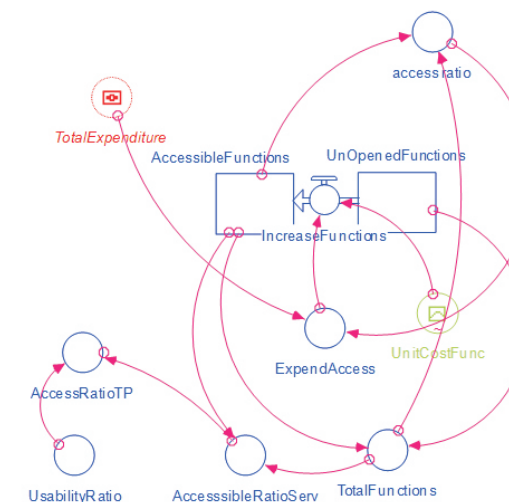 accessratio
TotalExpenditure
AccessibleFunctions
UnOpenedFunctions
IncreaseFunctions
UnitCostFunc
ExpendAccess
AccessRatioTP
UsabilityRatio
AccesssibleRatioServ
TotalFunctions